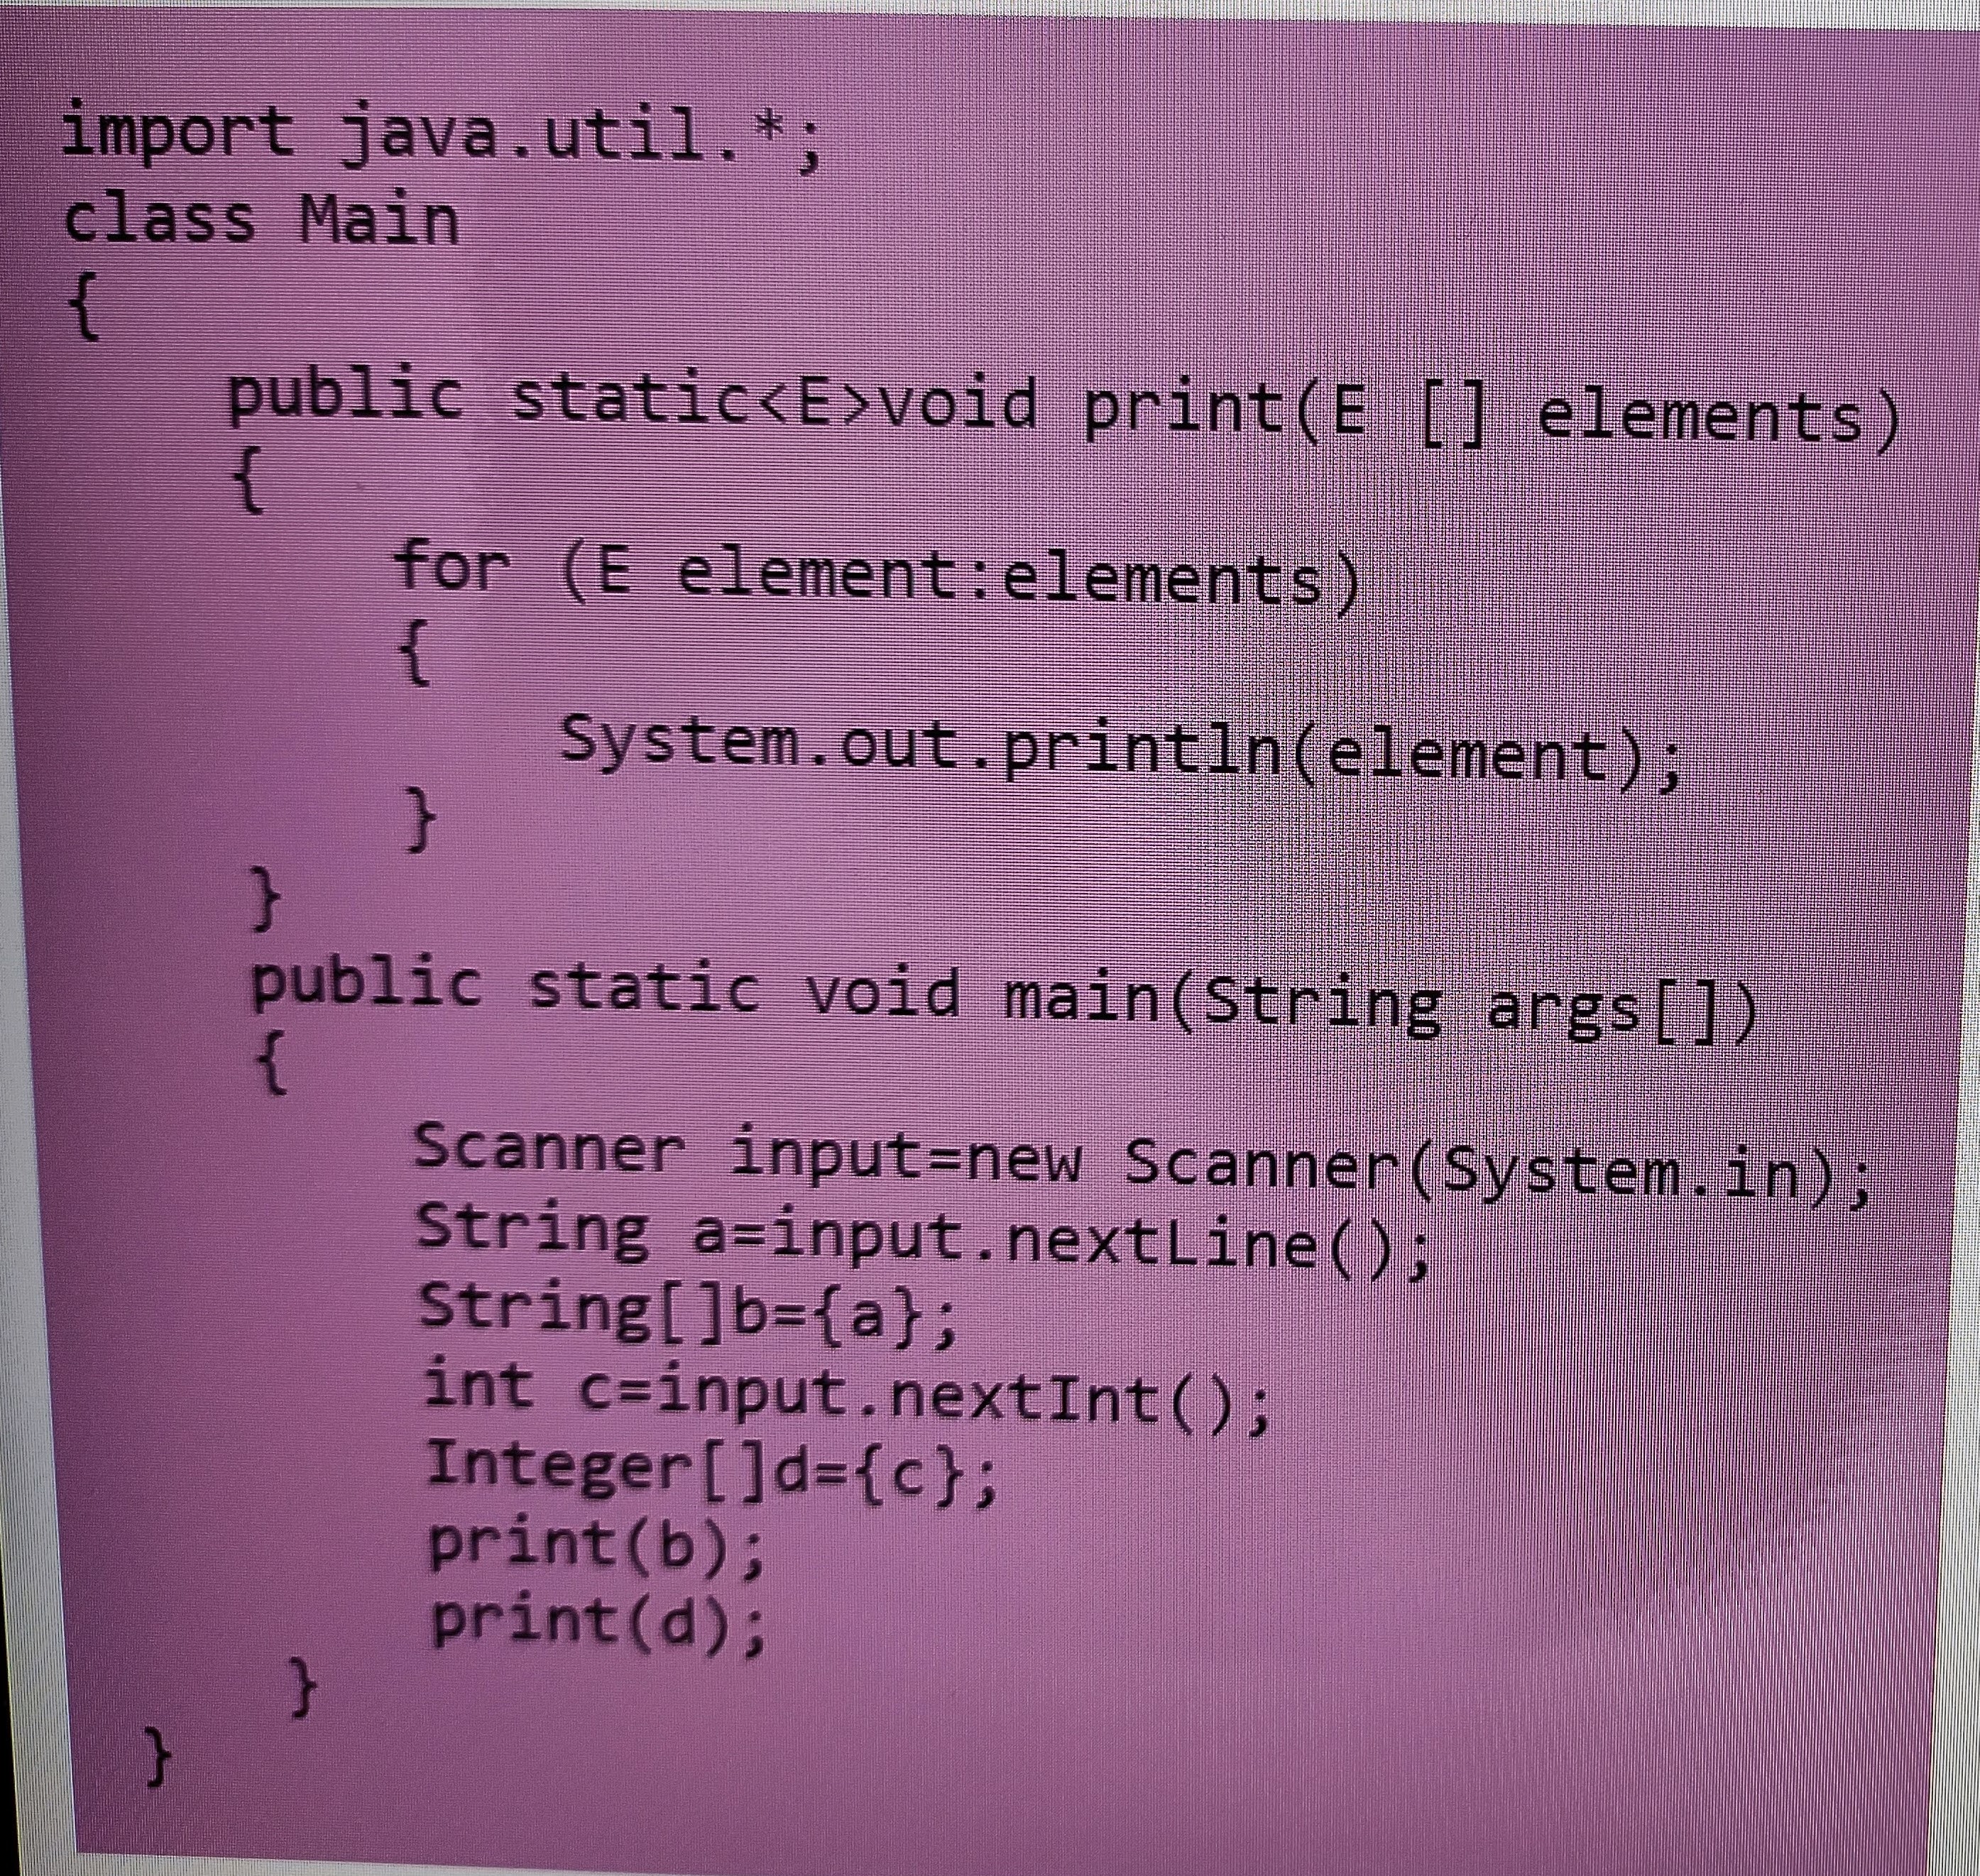 import java.util.*;
class Main
{
    public static<E>void print(E [] elements)
    {
        for (E element:elements)
        {
            System.out.println(element);
        }
    }
    public static void main(String args[])
    {
        Scanner input=new Scanner(System.in);
        String a=input.nextLine();
        String[]b={a};
        int c=input.nextInt();
        Integer[]d={c};
        print(b);
        print(d);
    }
}